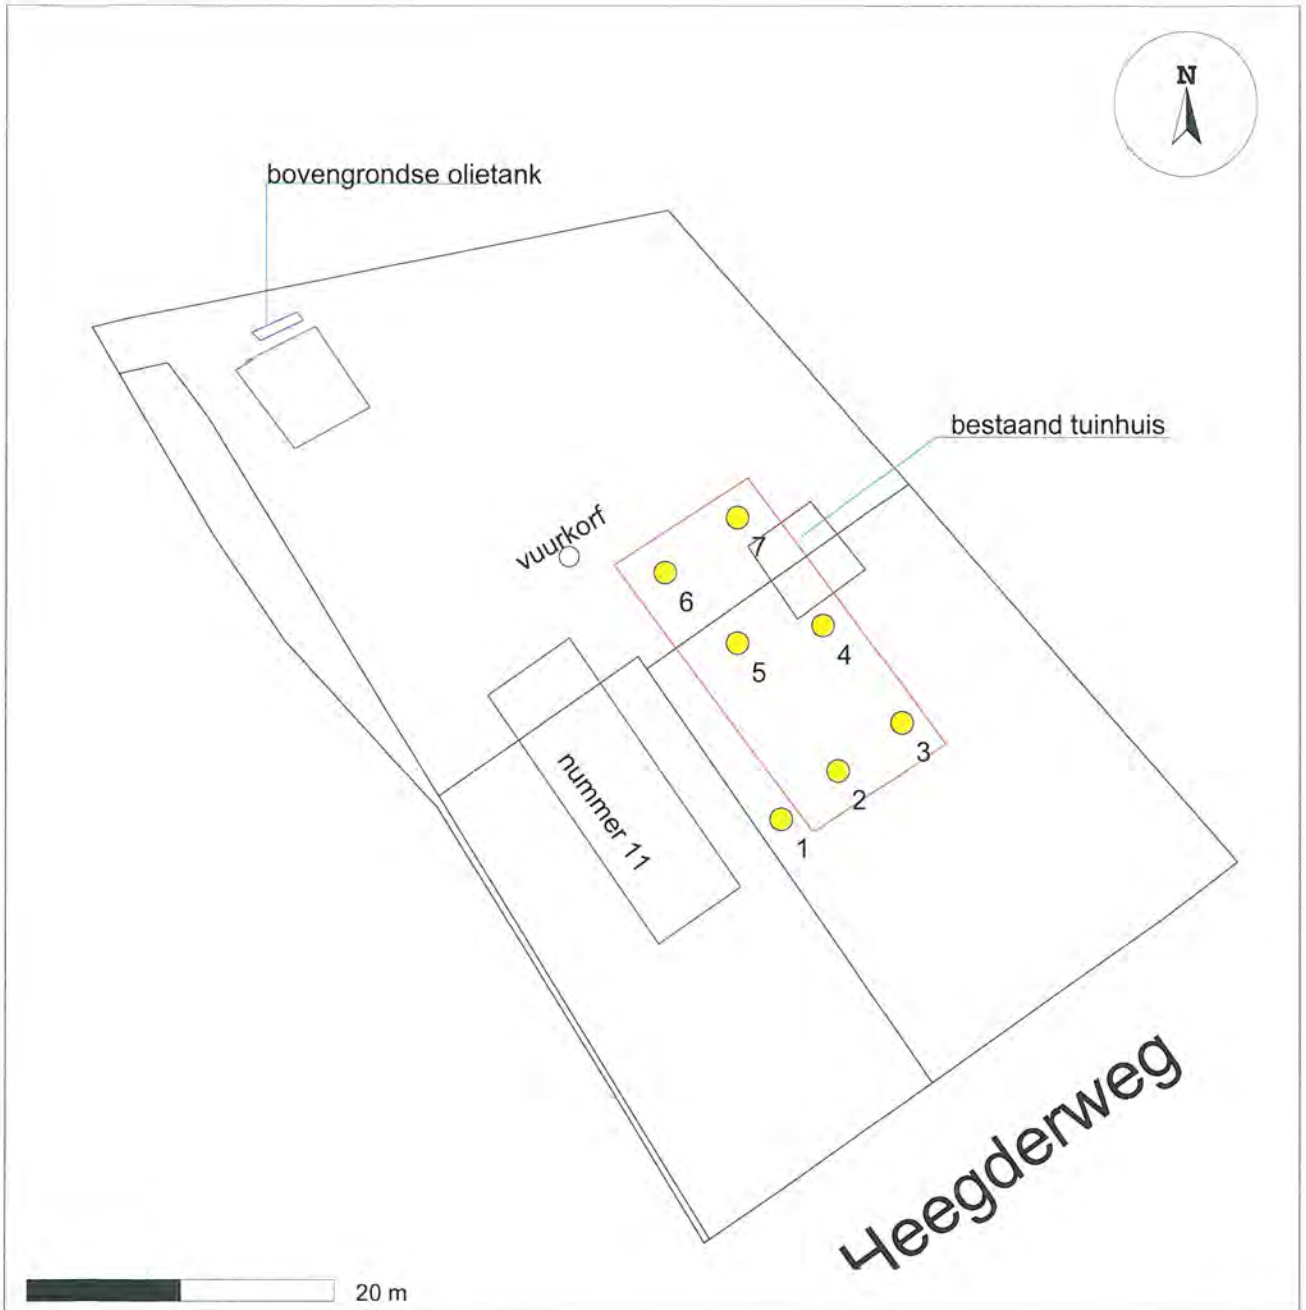 N
bovengrondse olietank
bestaand tuinhuis
vuurkorf
7
6
4
5
3
nummer 11
2
1
Heegderweg
20 m